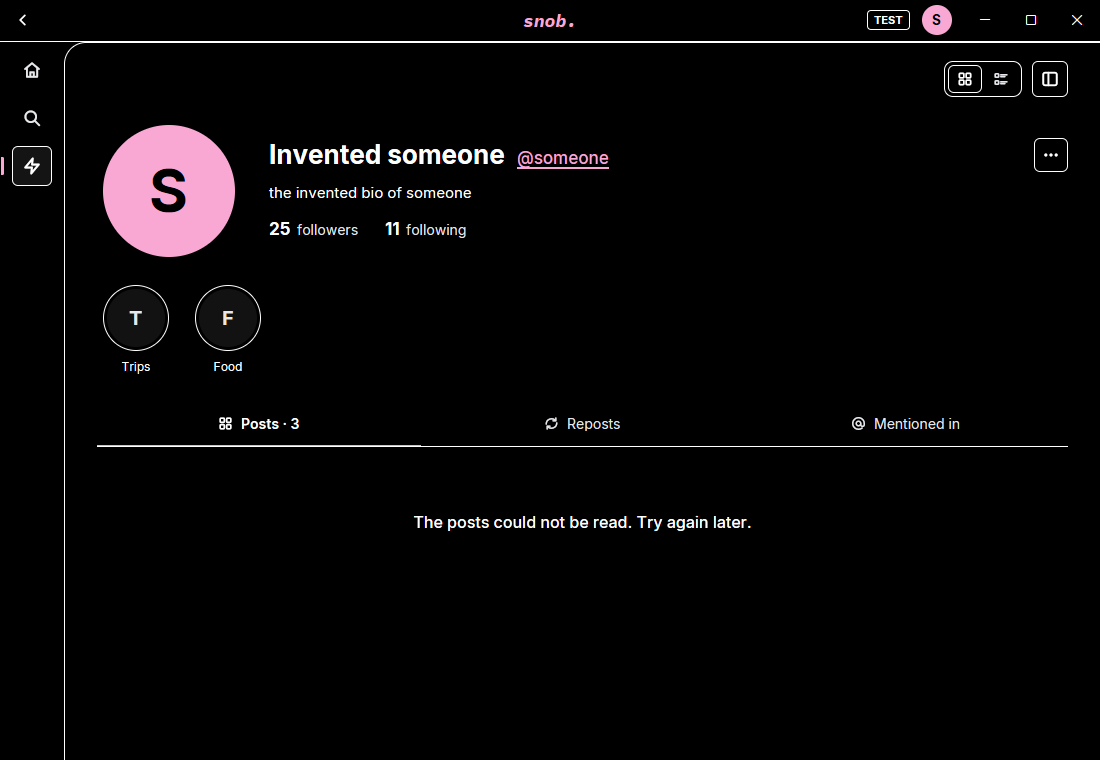 snob.
TEST
S
S
Invented someone @someone
the invented bio of someone
25 followers 11 following
T
F
Trips
Food
Posts · 3
Reposts
Mentioned in
The posts could not be read. Try again later.